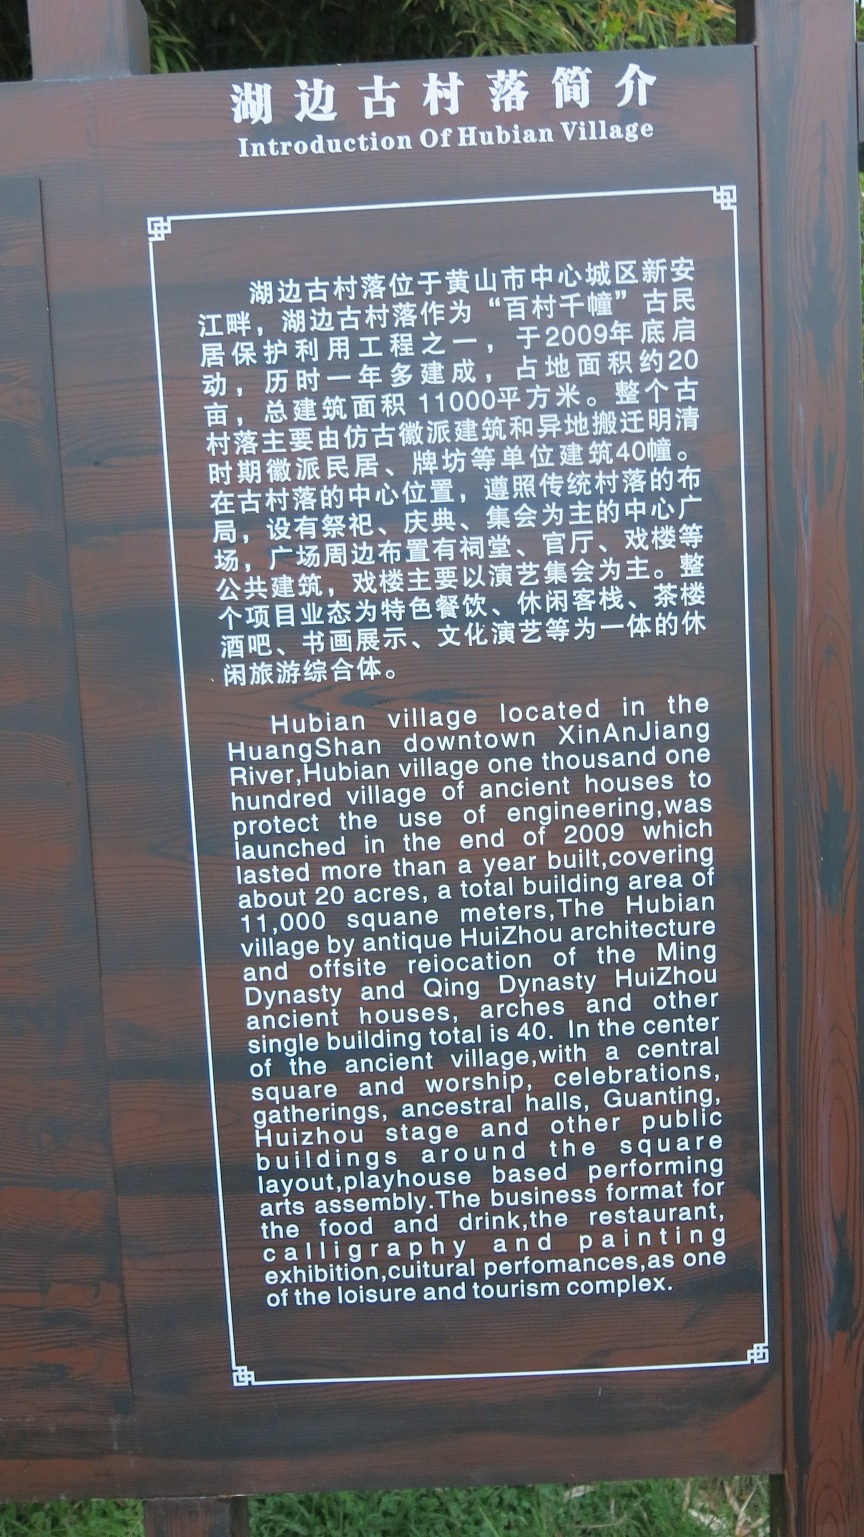 湖边古村落简介
Introduction Of Hubian Village
湖边古村落位于黄山市中心城区新安
江畔，湖边古村落作为“百村千幢”古民
居保护利用工程之一，于2009年底启
动，历时一年多建成，占地面积约20
亩，总建筑面积 11000平方米。整个古
村落主要由仿古徽派建筑和异地搬迁明清
时期徽派民居、牌坊等单位建筑40幢。
在古村落的中心位置，遵照传统村落的布
局，设有祭祀、庆典、集会为主的中心广
场，广场周边布置有祠堂、官厅、戏楼等
公共建筑，戏楼主要以演艺集会为主。整
个项目业态为特色餐饮、休闲客栈、茶楼
酒吧、书画展示、文化演艺等为一体的休
闲旅游综合体。
Hubian village located in the
HuangShan downtown XinAnJiang
River,Hubian village one thousand one
hundred village of ancient houses to
protect the use of engineering,was
launched in the end of 2009 which
lasted more than a year built,covering
about 20 acres, a total building area of
11,000 squane meters,The Hubian
village by antique HuiZhou architecture
and offsite reiocation of the Ming
Dynasty and Qing Dynasty HuiZhou
ancient houses, arches and other
single building total is 40. In the center
of the ancient village,with a central
square and worship, celebrations,
gatherings, ancestral halls, Guanting,
Huizhou stage and other public
buildings around the square
layout,playhouse based performing
arts assembly.The business format for
the food and drink,the restaurant,
calligraphy and painting
exhibition,cuitural perfomances,as one
of the loisure and tourism complex.